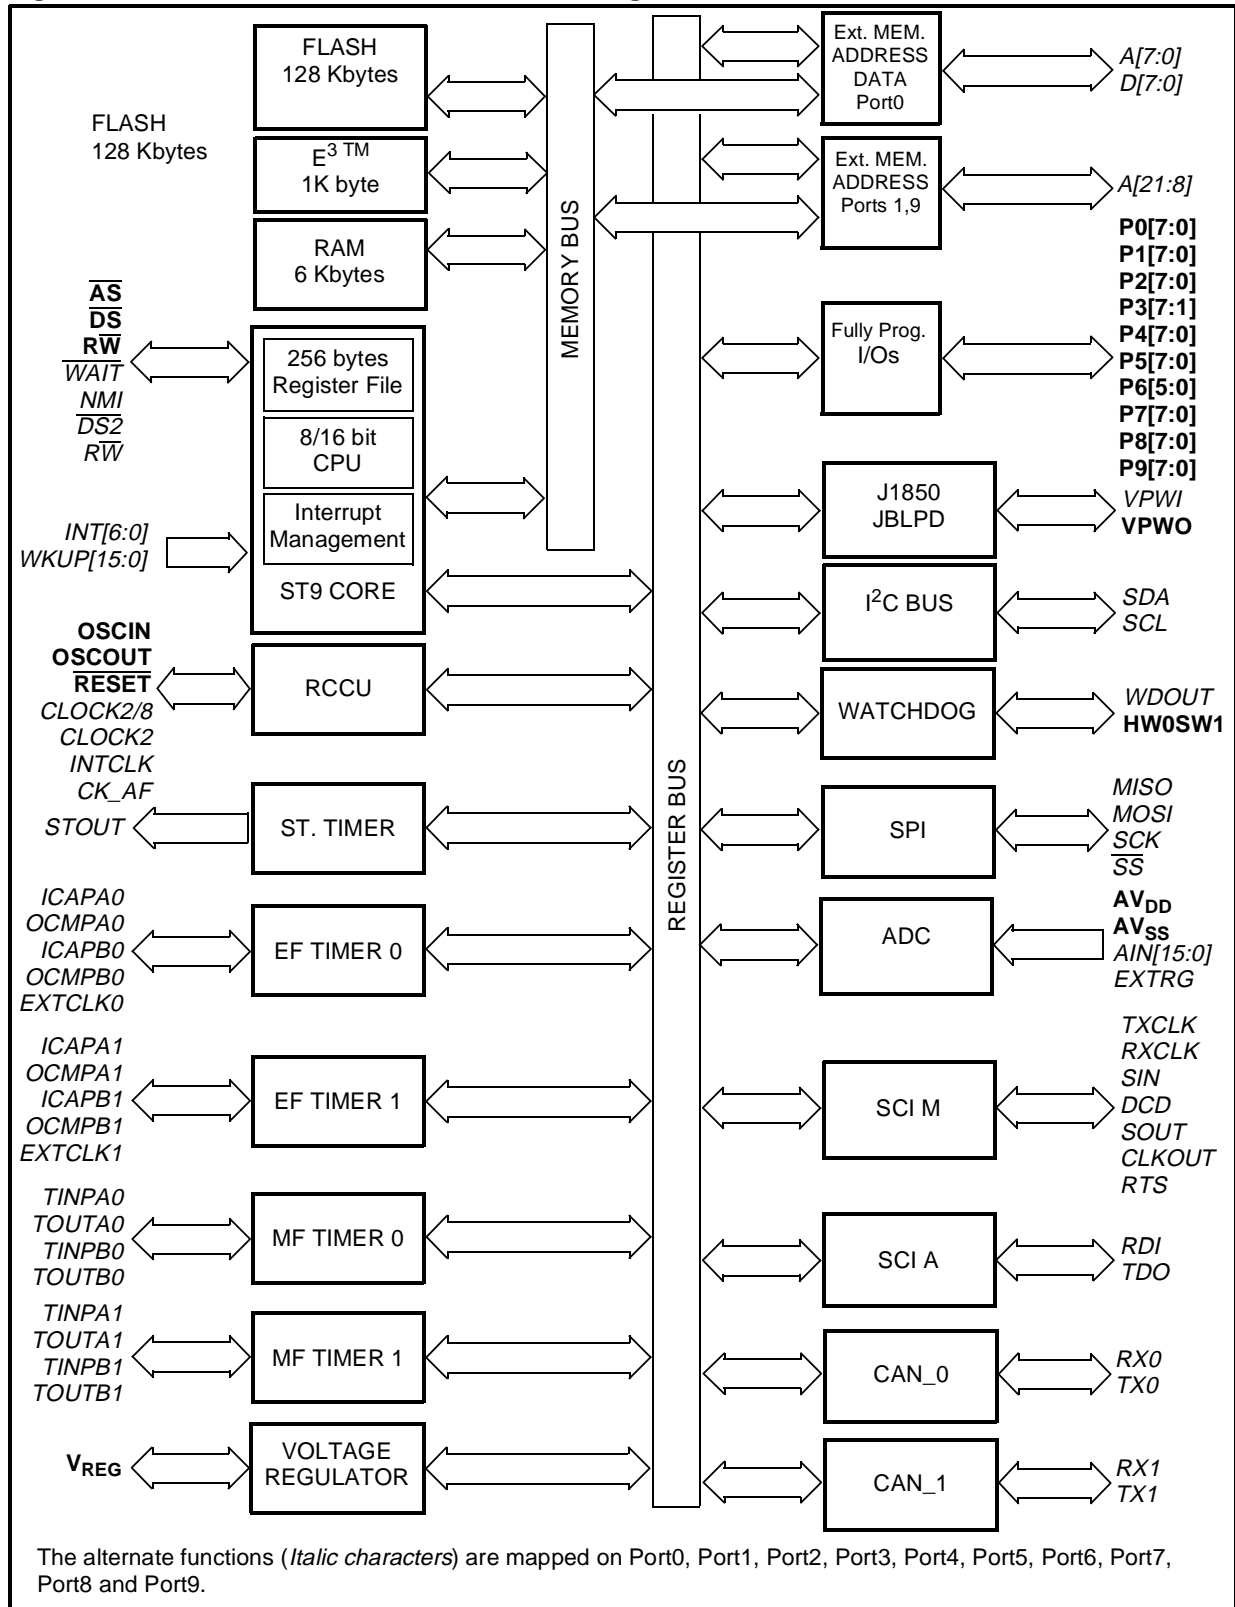 FLASH
128 Kbytes
FLASH
128 Kbytes
E3 TM
1K byte
RAM
6 Kbytes
AS
DS
RW
WAIT
NMI
DS2
RW
256 bytes
Register File
8/16 bit
CPU
Interrupt
Management
ST9 CORE
INT[6:0]
WKUP[15:0]
OSCIN
OSCOUT
RESET
CLOCK2/8
CLOCK2
INTCLK
CK_AF
RCCU
STOUT
ST. TIMER
ICAPA0
OCMPA0
ICAPB0
OCMPB0
EXTCLK0
EF TIMER 0
ICAPA1
OCMPA1
ICAPB1
OCMPB1
EXTCLK1
EF TIMER 1
TINPA0
TOUTA0
TINPB0
TOUTB0
MF TIMER 0
TINPA1
TOUTA1
TINPB1
TOUTB1
MF TIMER 1
VREG
VOLTAGE
REGULATOR
MEMORY BUS
REGISTER BUS
Ext. MEM.
ADDRESS
DATA
Port0
A[7:0]
D[7:0]
Ext. MEM.
ADDRESS
Ports 1,9
A[21:8]
Fully Prog.
I/Os
P0[7:0]
P1[7:0]
P2[7:0]
P3[7:1]
P4[7:0]
P5[7:0]
P6[5:0]
P7[7:0]
P8[7:0]
P9[7:0]
J1850
JBLPD
VPWI
VPWO
I2C BUS
SDA
SCL
WATCHDOG
WDOUT
HW0SW1
SPI
MISO
MOSI
SCK
SS
ADC
AVDD
AVSS
AIN[15:0]
EXTRG
SCI M
TXCLK
RXCLK
SIN
DCD
SOUT
CLKOUT
RTS
SCI A
RDI
TDO
CAN_0
RX0
TX0
CAN_1
RX1
TX1
The alternate functions (Italic characters) are mapped on Port0, Port1, Port2, Port3, Port4, Port5, Port6, Port7,
Port8 and Port9.